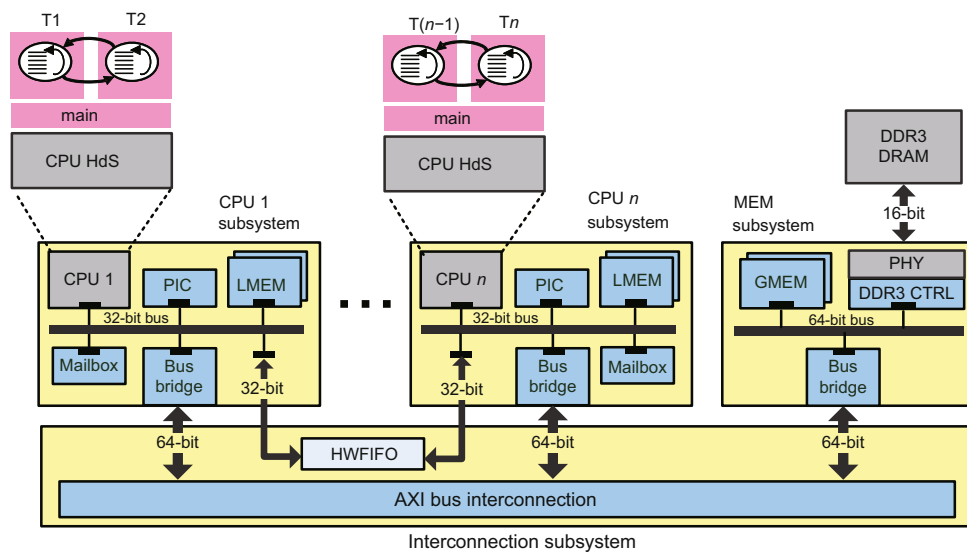 T1 T2
T(n−1) Tn
main
main
CPU HdS
CPU HdS
DDR3
DRAM
16-bit
CPU 1
subsystem
CPU n
subsystem
MEM
subsystem
CPU 1
PIC
LMEM
32-bit bus
Mailbox
Bus
bridge
32-bit
CPU n
PIC
LMEM
32-bit bus
32-bit
Bus
bridge
Mailbox
GMEM
PHY
DDR3 CTRL
64-bit bus
Bus
bridge
64-bit
HWFIFO
64-bit
64-bit
AXI bus interconnection
Interconnection subsystem